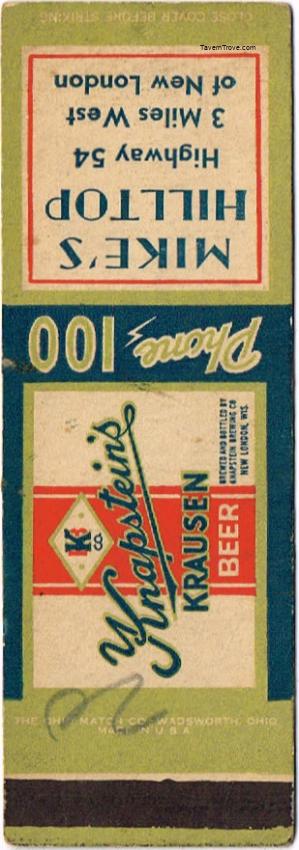 CLOSE COVER BEFORE STRIKING
TavernTrove.com
MIKE'S
HILLTOP
Highway 54
3 Miles West
of New London
Phone 100
KB
CO.
Knapstein's
KRAUSEN
BEER
BREWED AND BOTTLED BY
KNAPSTEIN BREWING CO
NEW LONDON, WIS.
THE OHIO MATCH CO. WADSWORTH, OHIO
MADE IN U.S.A